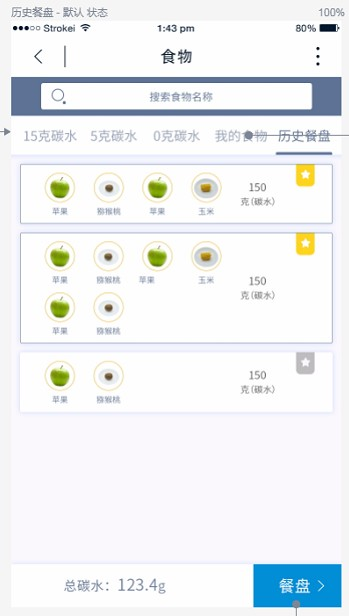 历史餐盘 - 默认 状态 100%
Strokei 1:43 pm 80%
食物
搜索食物名称
15克碳水 5克碳水 0克碳水 我的食物 历史餐盘
苹果 猕猴桃 苹果 玉米
150
克(碳水)
苹果 猕猴桃 苹果 玉米
150
克(碳水)
苹果 猕猴桃
苹果 猕猴桃
150
克(碳水)
总碳水：123.4g
餐盘